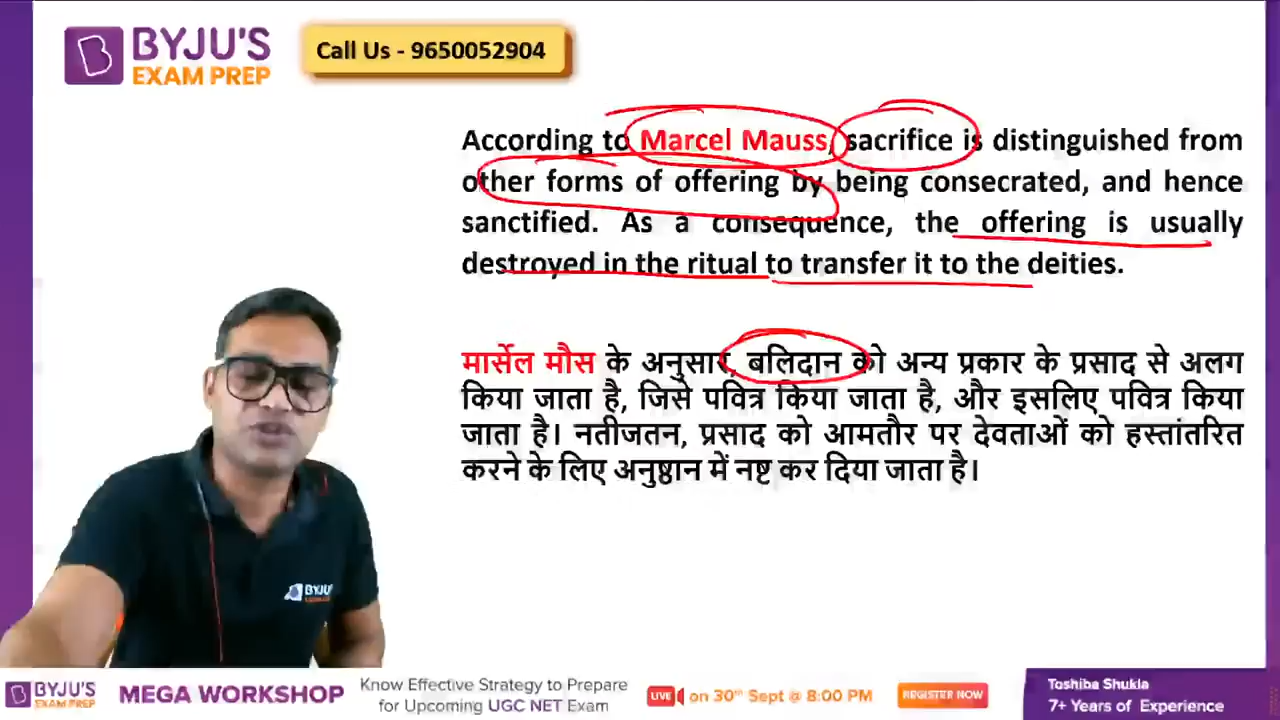 BYJU'S
EXAM PREP
Call Us - 9650052904
According to Marcel Mauss, sacrifice is distinguished from
other forms of offering by being consecrated, and hence
sanctified. As a consequence, the offering is usually
destroyed in the ritual to transfer it to the deities.
मार्सेल मौस के अनुसार, बलिदान को अन्य प्रकार के प्रसाद से अलग
किया जाता है, जिसे पवित्र किया जाता है, और इसलिए पवित्र किया
जाता है। नतीजतन, प्रसाद को आमतौर पर देवताओं को हस्तांतरित
करने के लिए अनुष्ठान में नष्ट कर दिया जाता है।
BYJU'S
BYJU'S
EXAM PREP
MEGA WORKSHOP
Know Effective Strategy to Prepare
for Upcoming UGC NET Exam
LIVE
on 30th Sept @ 8:00 PM
REGISTER NOW
Toshiba Shukla
7+ Years of Experience